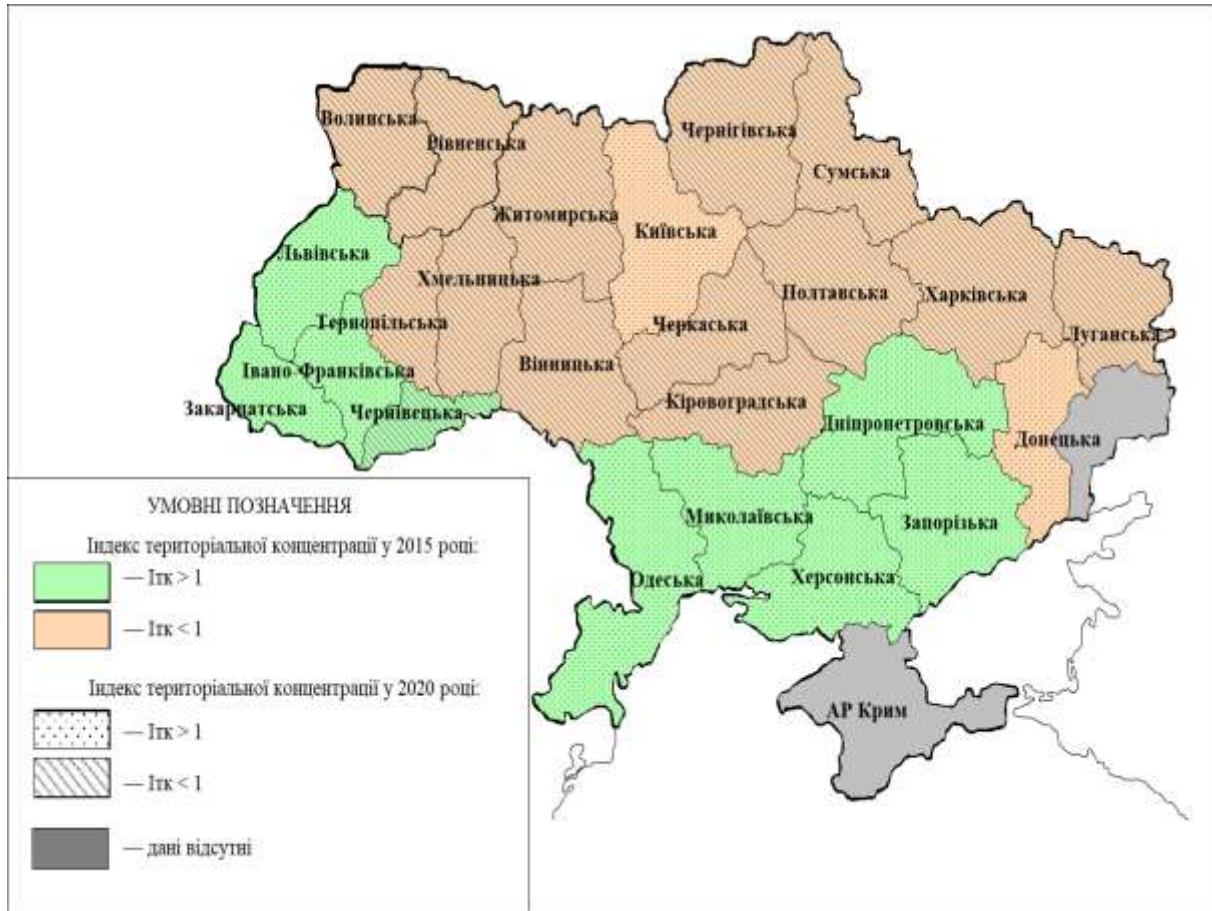 Волинська
Рівненська
Чернігівська
Сумська
Житомирська
Київська
Львівська
Хмельницька
Полтавська
Харківська
Тернопільська
Черкаська
Луганська
Вінницька
Івано Франківська
Кіровоградська
Закарпатська
Чернівецька
Дніпропетровська
Донецька
Миколаївська
Запорізька
Одеська
Херсонська
АР Крим
УМОВНІ ПОЗНАЧЕННЯ
Індекс територіальної концентрації у 2015 році:
— Ітк > 1
— Ітк < 1
Індекс територіальної концентрації у 2020 році:
— Ітк > 1
— Ітк < 1
— дані відсутні